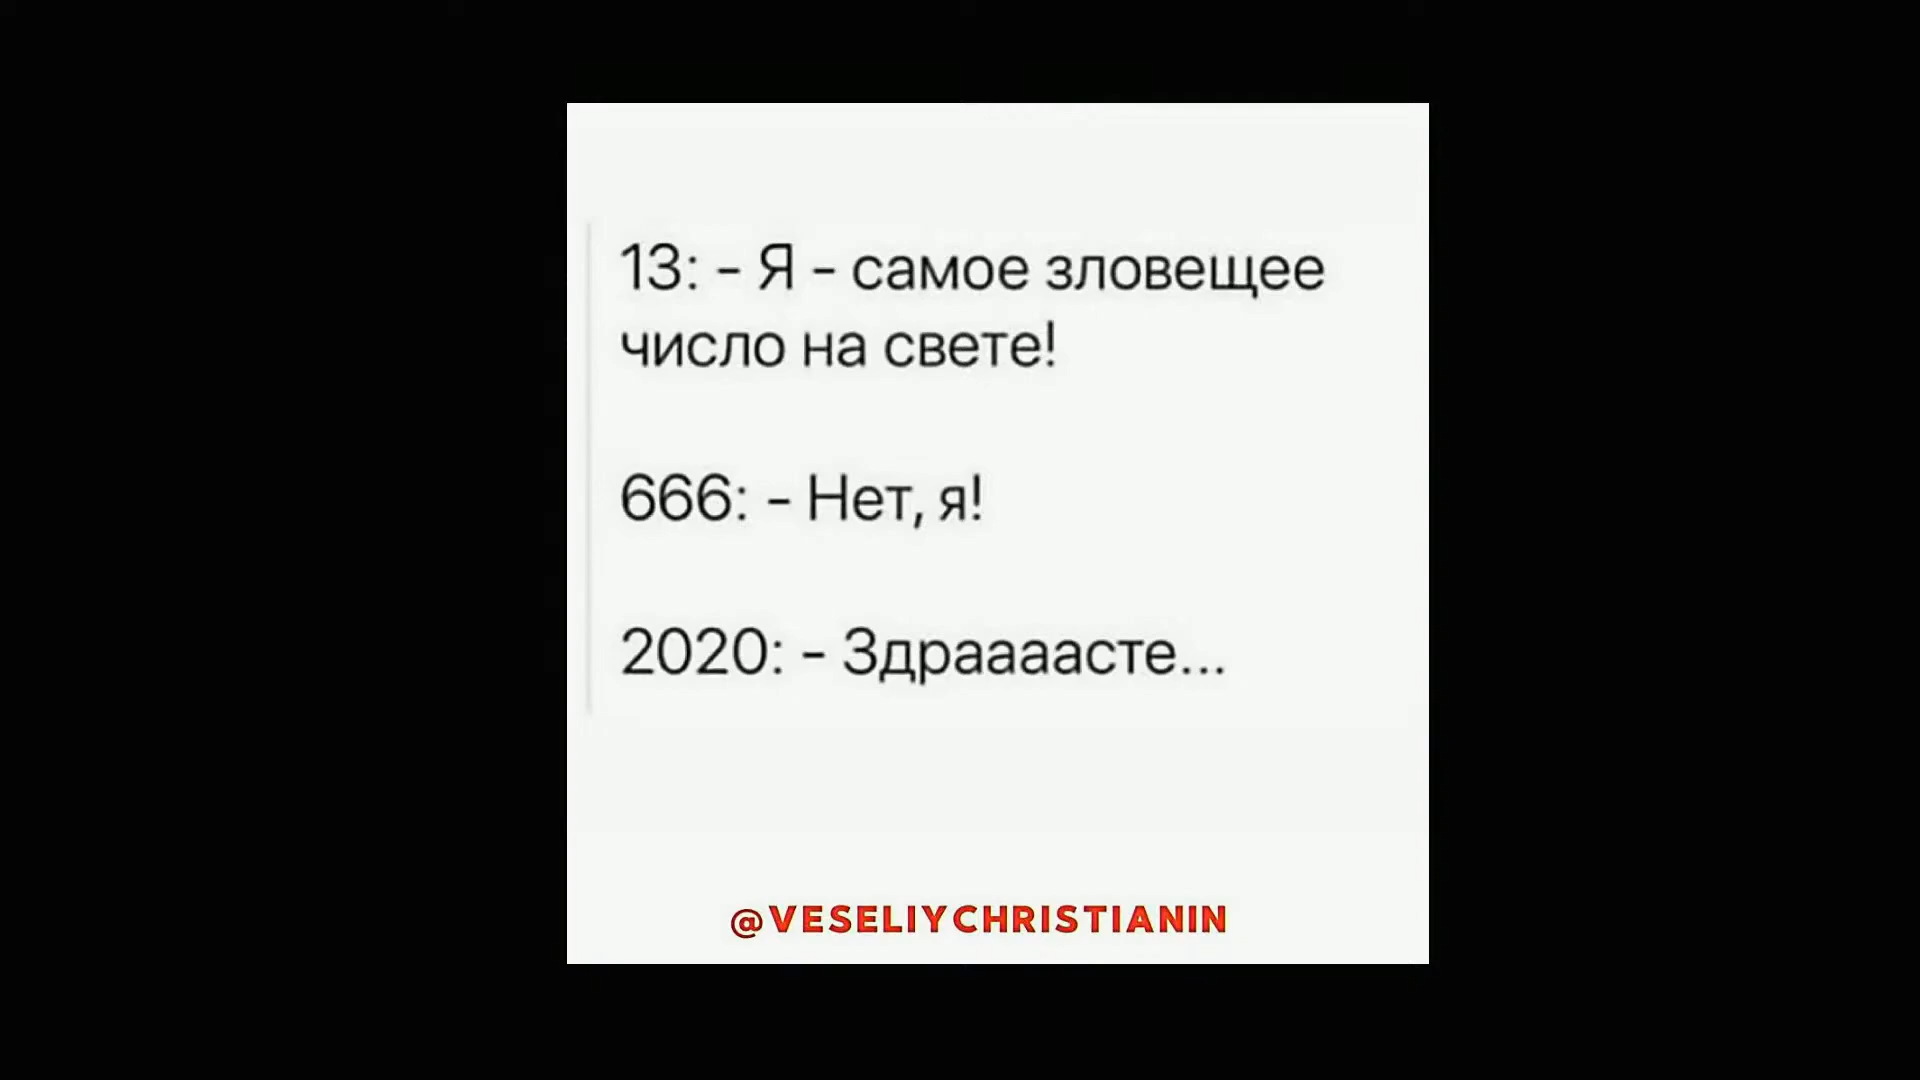 13: - Я - самое зловещее
число на свете!
666: - Нет, я!
2020: - Здраааасте...
@VESELIYCHRISTIANIN